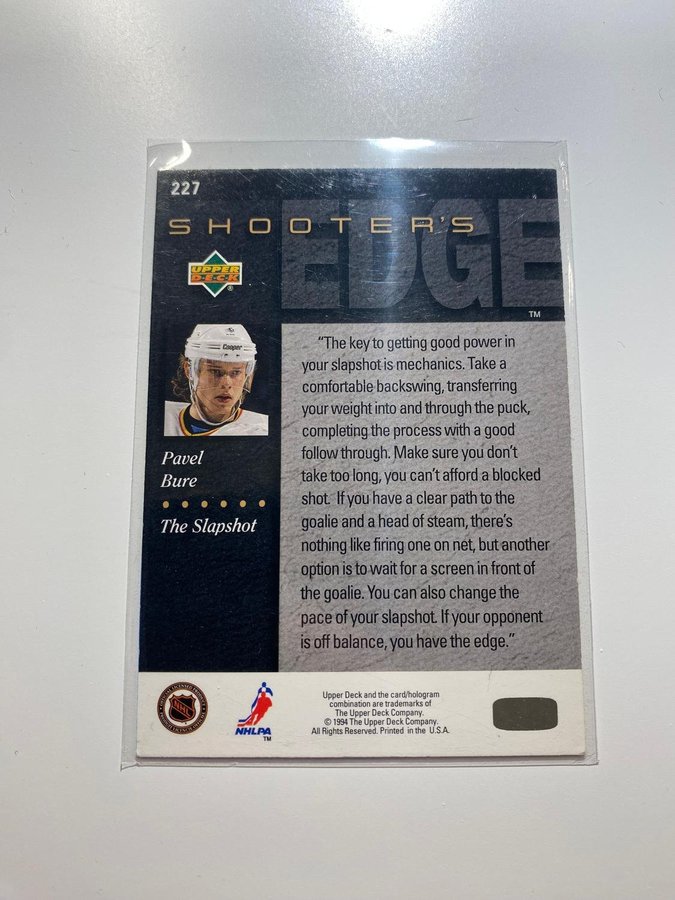 227
SHOOTER'S
EDGE
TM
UPPER
DECK
®
Cooper
"The key to getting good power in
your slapshot is mechanics. Take a
comfortable backswing, transferring
your weight into and through the puck,
completing the process with a good
follow through. Make sure you don't
take too long, you can't afford a blocked
shot. If you have a clear path to the
goalie and a head of steam, there's
nothing like firing one on net, but another
option is to wait for a screen in front of
the goalie. You can also change the
pace of your slapshot. If your opponent
is off balance, you have the edge."
Pavel
Bure
The Slapshot
NHL
NHLPA
TM
Upper Deck and the card/hologram
combination are trademarks of
The Upper Deck Company.
© 1994 The Upper Deck Company.
All Rights Reserved. Printed in the U.S.A.